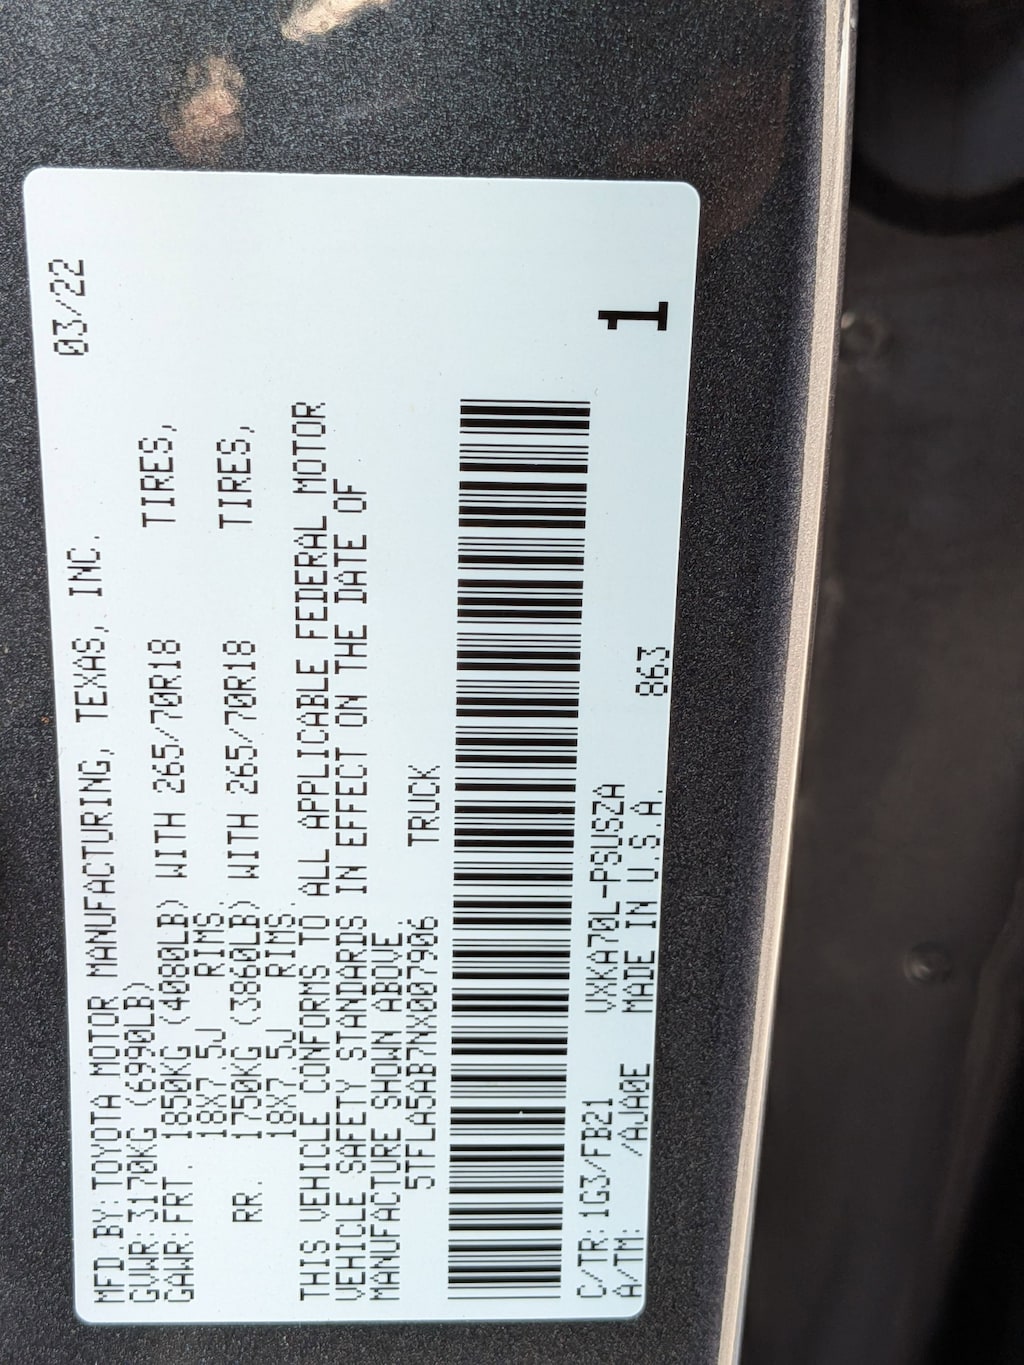 MFD.BY: TOYOTA MOTOR MANUFACTURING, TEXAS, INC. 03/22
GVWR: 3170KG (6990LB)
GAWR: FRT. 1850KG (4080LB) WITH 265/70R18 TIRES,
18X7.5J RIMS.
RR. 1750KG (3860LB) WITH 265/70R18 TIRES,
18X7.5J RIMS.
THIS VEHICLE CONFORMS TO ALL APPLICABLE FEDERAL MOTOR
VEHICLE SAFETY STANDARDS IN EFFECT ON THE DATE OF
MANUFACTURE SHOWN ABOVE.
5TFLA5AB7NX007906 TRUCK
C/TR: 1G3/FB21 VXKA70L-PSUSZA 1
A/TM: /AJA0E MADE IN U.S.A. 863